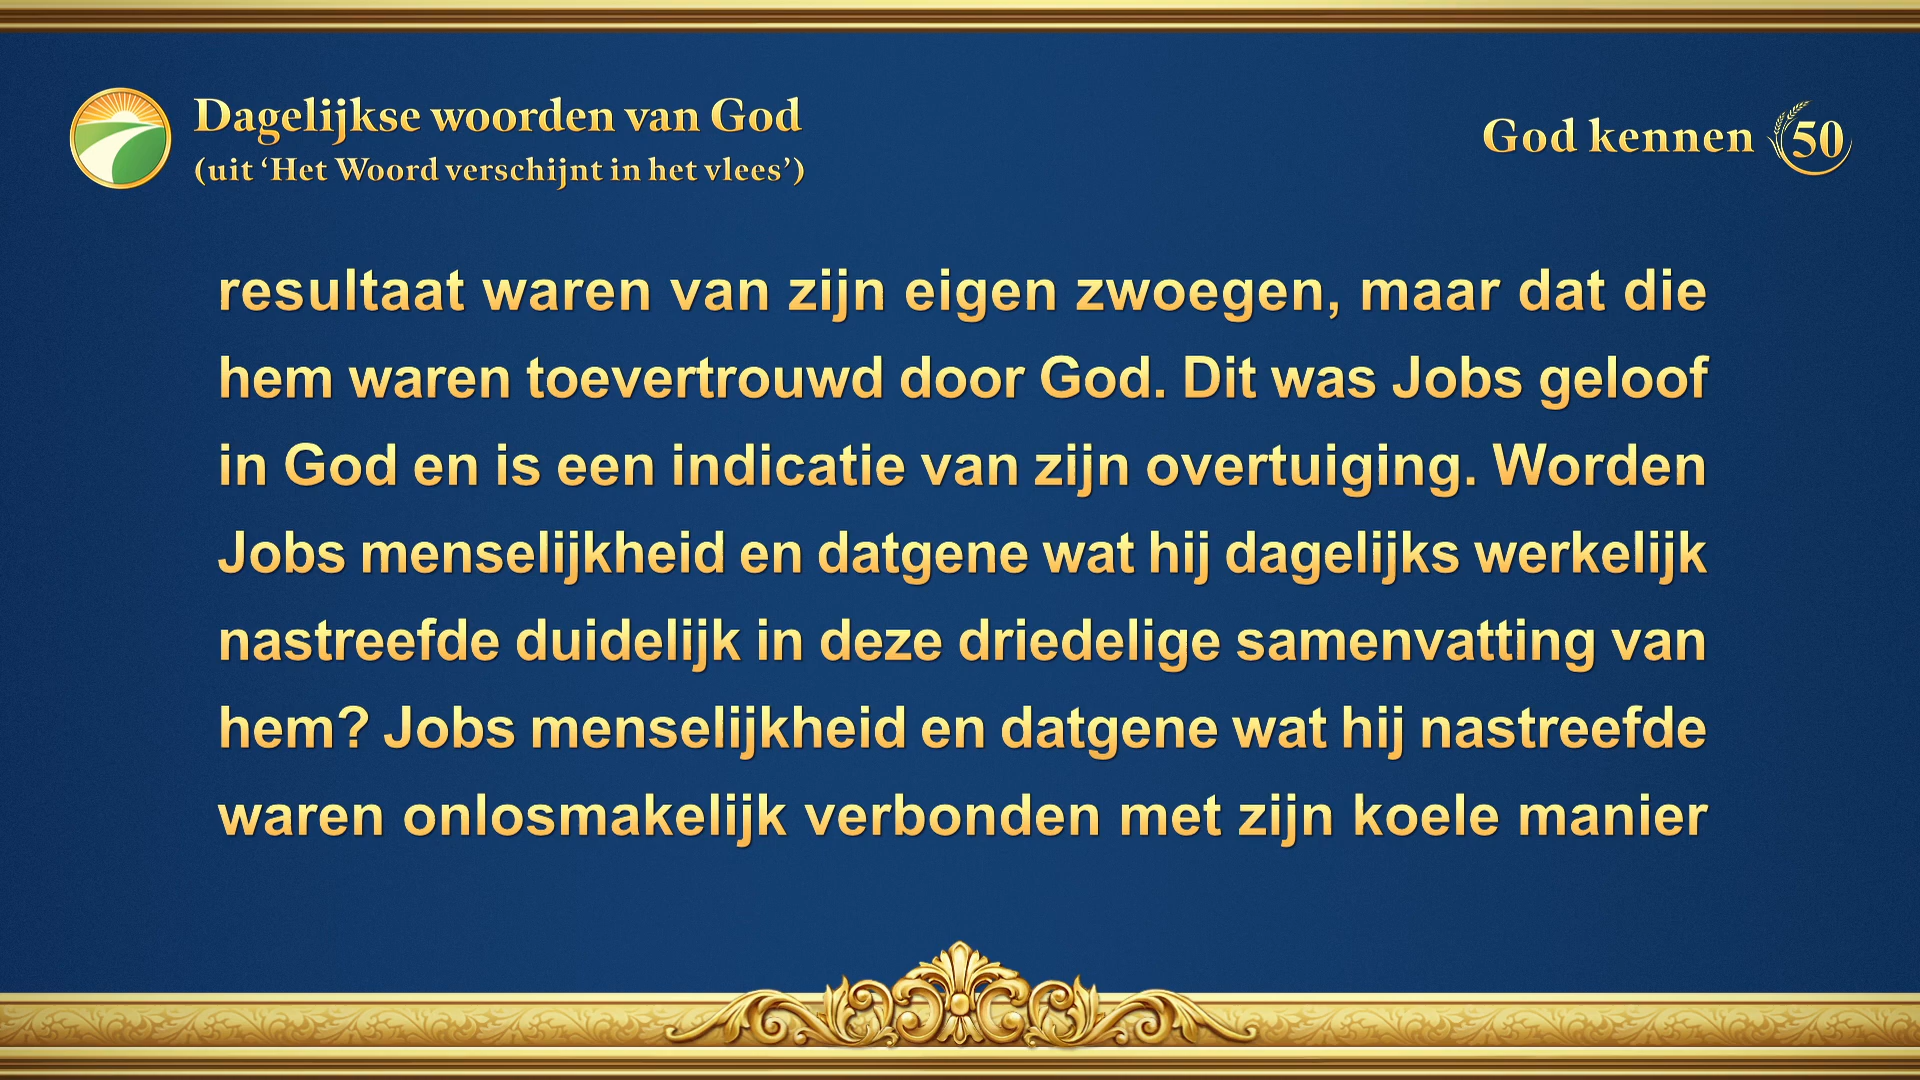 Dagelijkse woorden van God
(uit ‘Het Woord verschijnt in het vlees’)
God kennen 50
resultaat waren van zijn eigen zwoegen, maar dat die
hem waren toevertrouwd door God. Dit was Jobs geloof
in God en is een indicatie van zijn overtuiging. Worden
Jobs menselijkheid en datgene wat hij dagelijks werkelijk
nastreefde duidelijk in deze driedelige samenvatting van
hem? Jobs menselijkheid en datgene wat hij nastreefde
waren onlosmakelijk verbonden met zijn koele manier